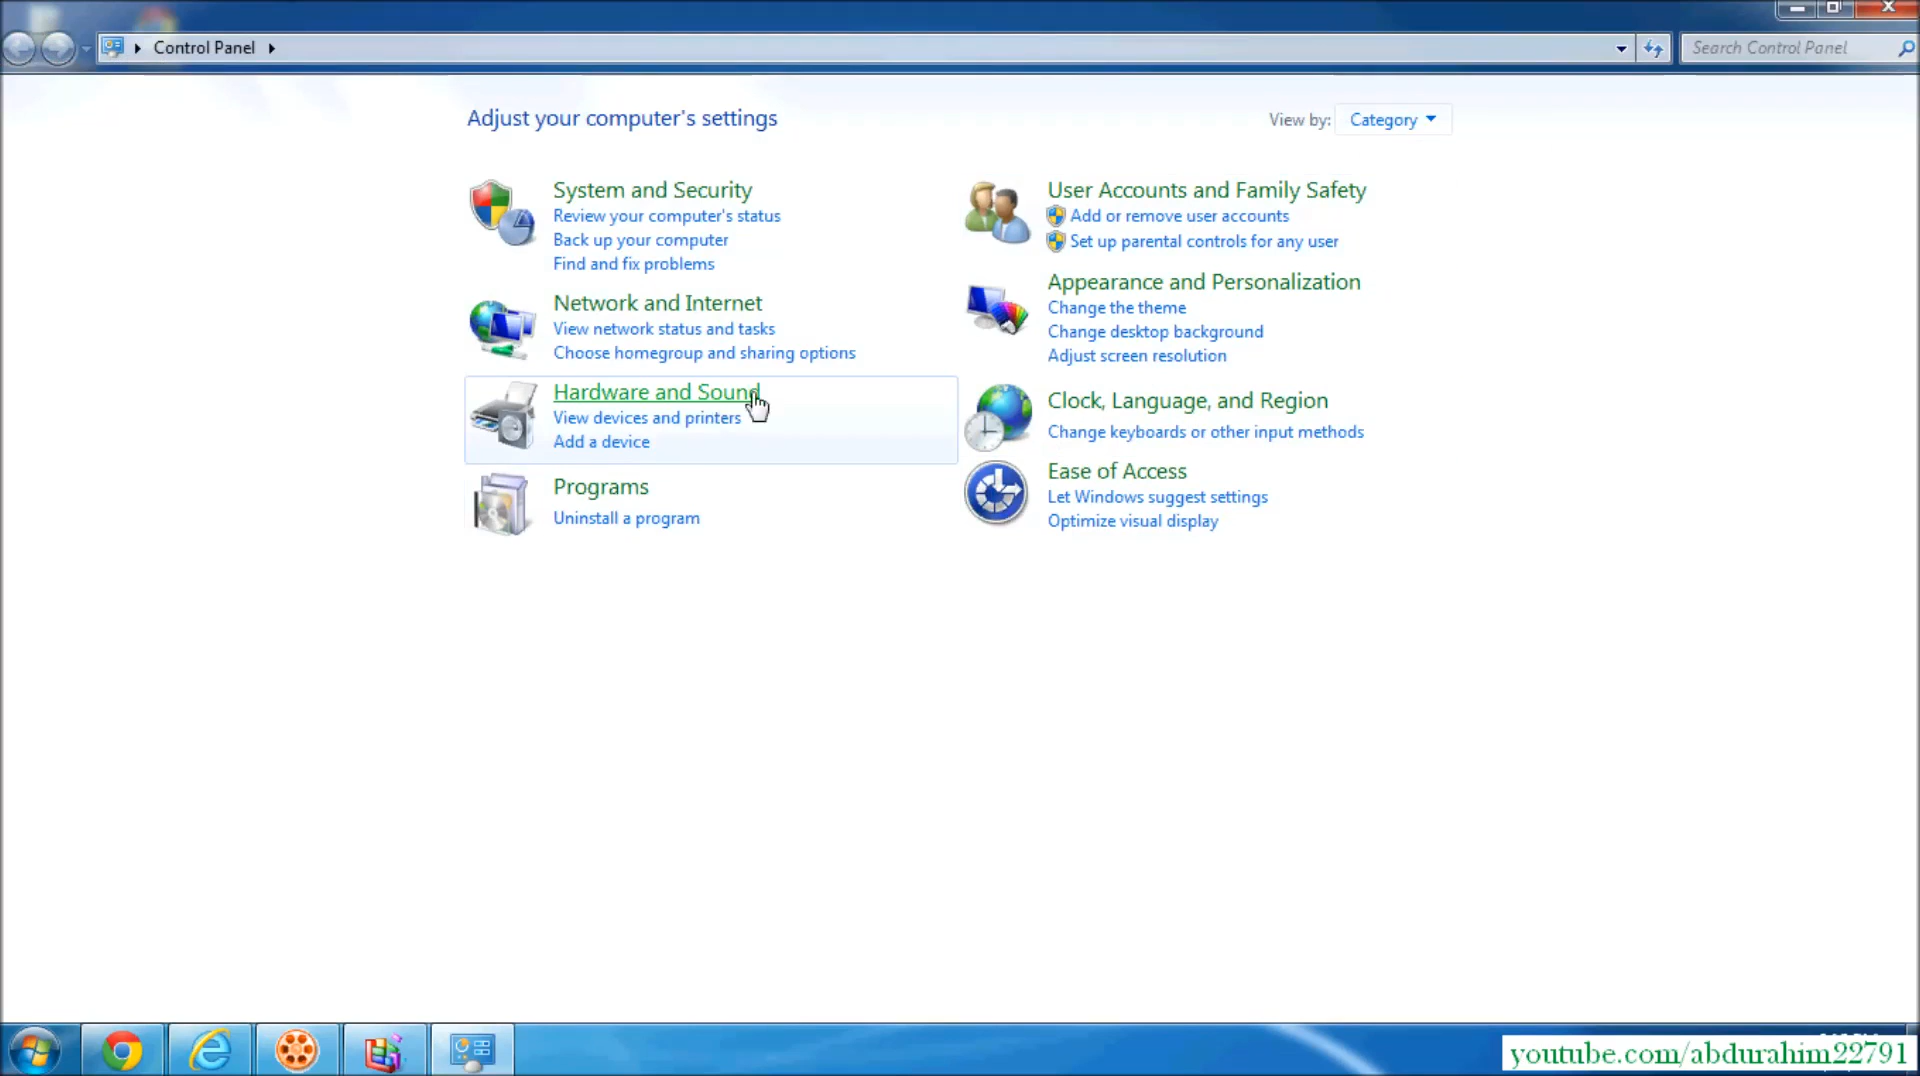 Control Panel
Search Control Panel
Adjust your computer's settings
View by: Category
System and Security
Review your computer's status
Back up your computer
Find and fix problems
Network and Internet
View network status and tasks
Choose homegroup and sharing options
Hardware and Sound
View devices and printers
Add a device
Programs
Uninstall a program
User Accounts and Family Safety
Add or remove user accounts
Set up parental controls for any user
Appearance and Personalization
Change the theme
Change desktop background
Adjust screen resolution
Clock, Language, and Region
Change keyboards or other input methods
Ease of Access
Let Windows suggest settings
Optimize visual display
youtube.com/abdurahim22791